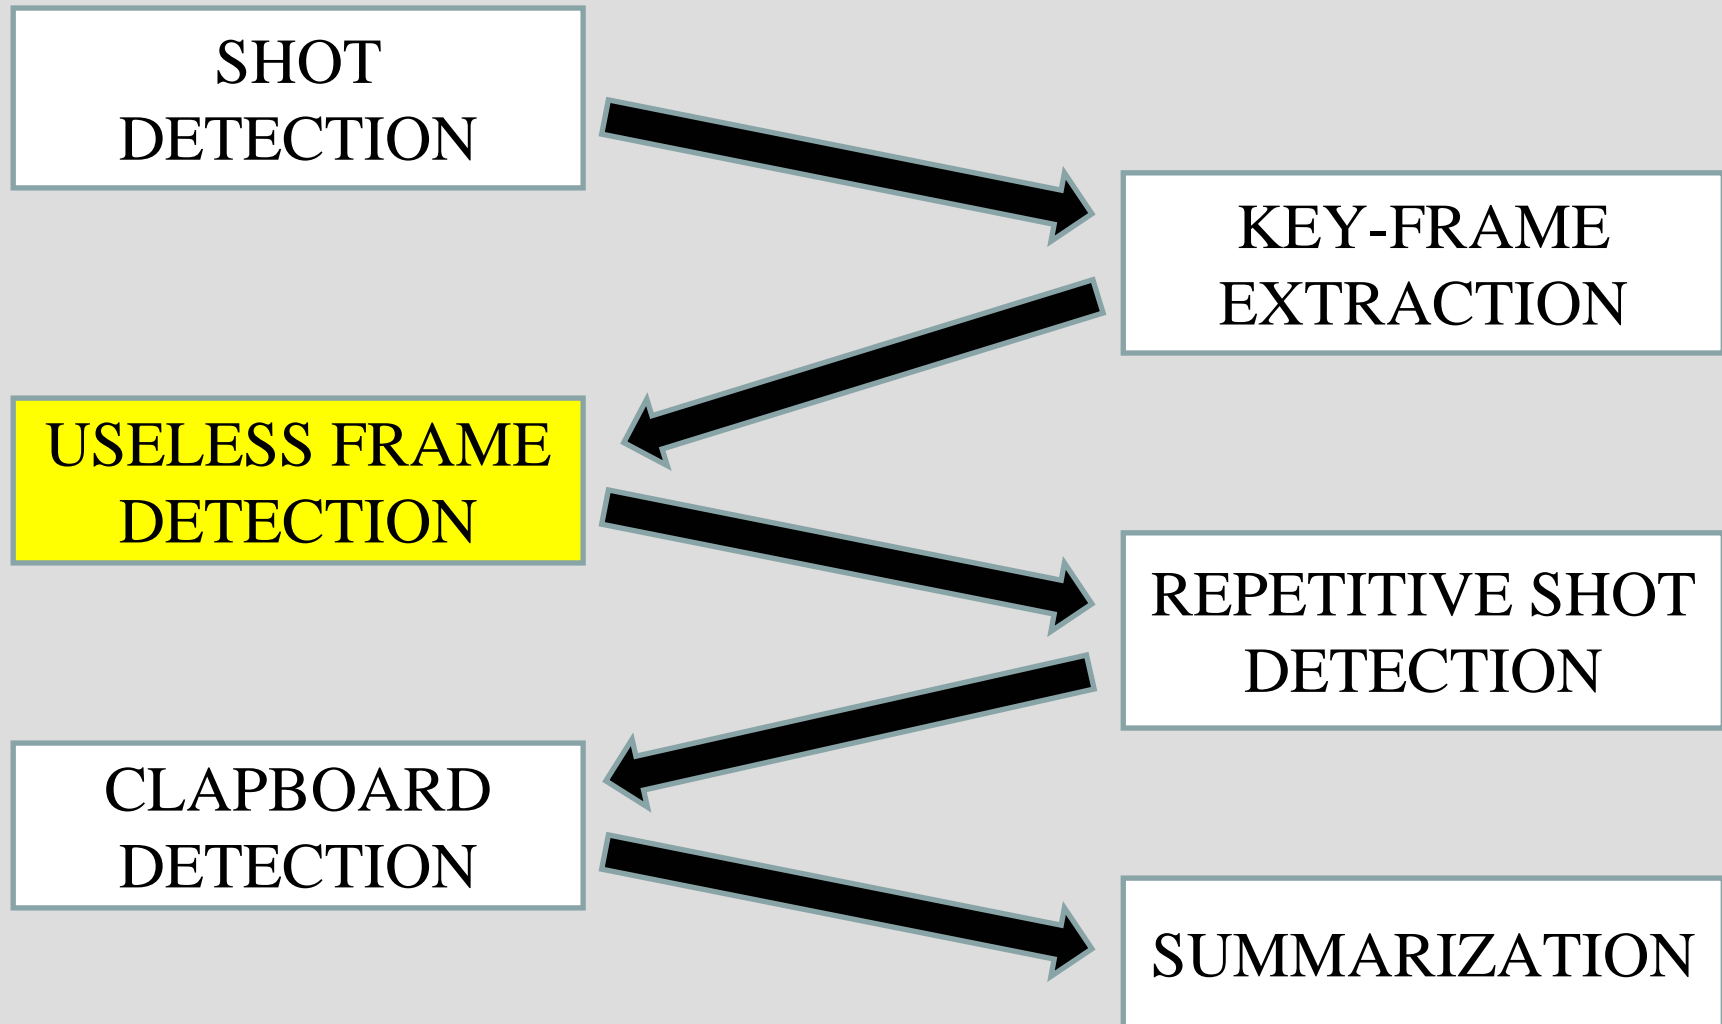 SHOT
DETECTION
KEY-FRAME
EXTRACTION
USELESS FRAME
DETECTION
REPETITIVE SHOT
DETECTION
CLAPBOARD
DETECTION
SUMMARIZATION